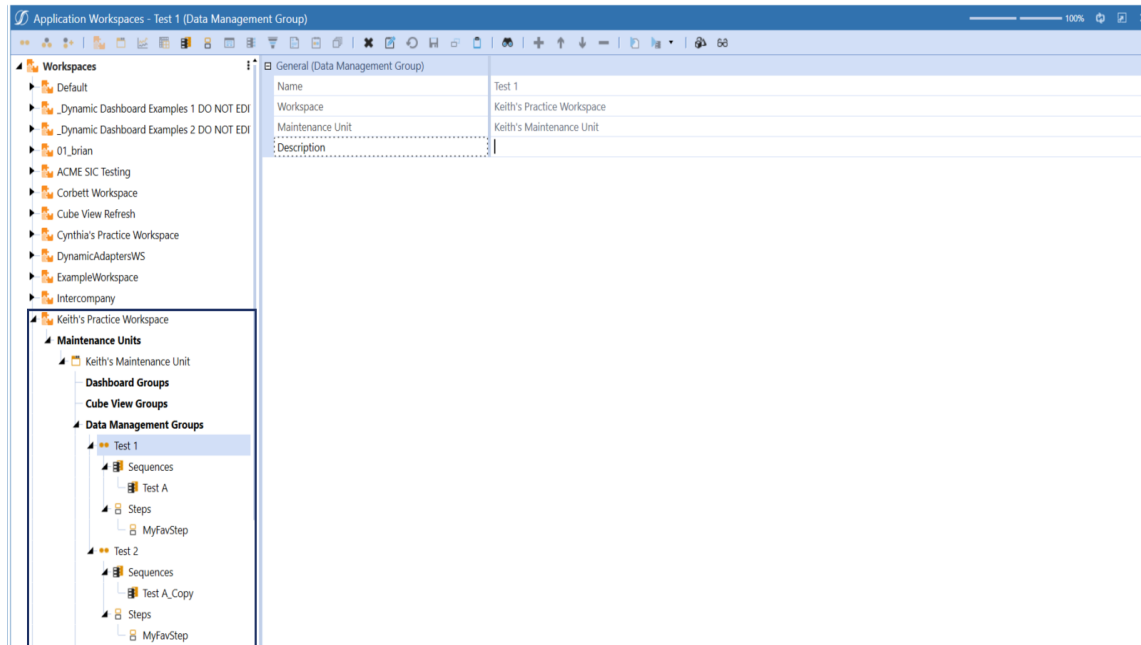 Application Workspaces - Test 1 (Data Management Group)
100%
Workspaces
Default
_Dynamic Dashboard Examples 1 DO NOT EDI
_Dynamic Dashboard Examples 2 DO NOT EDI
01_brian
ACME SIC Testing
Corbett Workspace
Cube View Refresh
Cynthia's Practice Workspace
DynamicAdaptersWS
ExampleWorkspace
Intercompany
Keith's Practice Workspace
Maintenance Units
Keith's Maintenance Unit
Dashboard Groups
Cube View Groups
Data Management Groups
Test 1
Sequences
Test A
Steps
MyFavStep
Test 2
Sequences
Test A_Copy
Steps
MyFavStep
General (Data Management Group)
Name Test 1
Workspace Keith's Practice Workspace
Maintenance Unit Keith's Maintenance Unit
Description